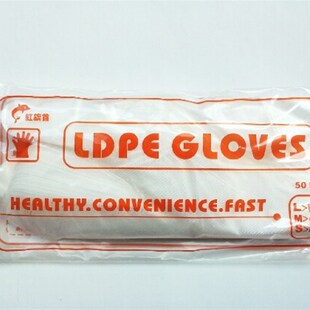 LDPE GLOVES
50
HEALTHY.CONVENIENCE.FAST
L>
M>
S>